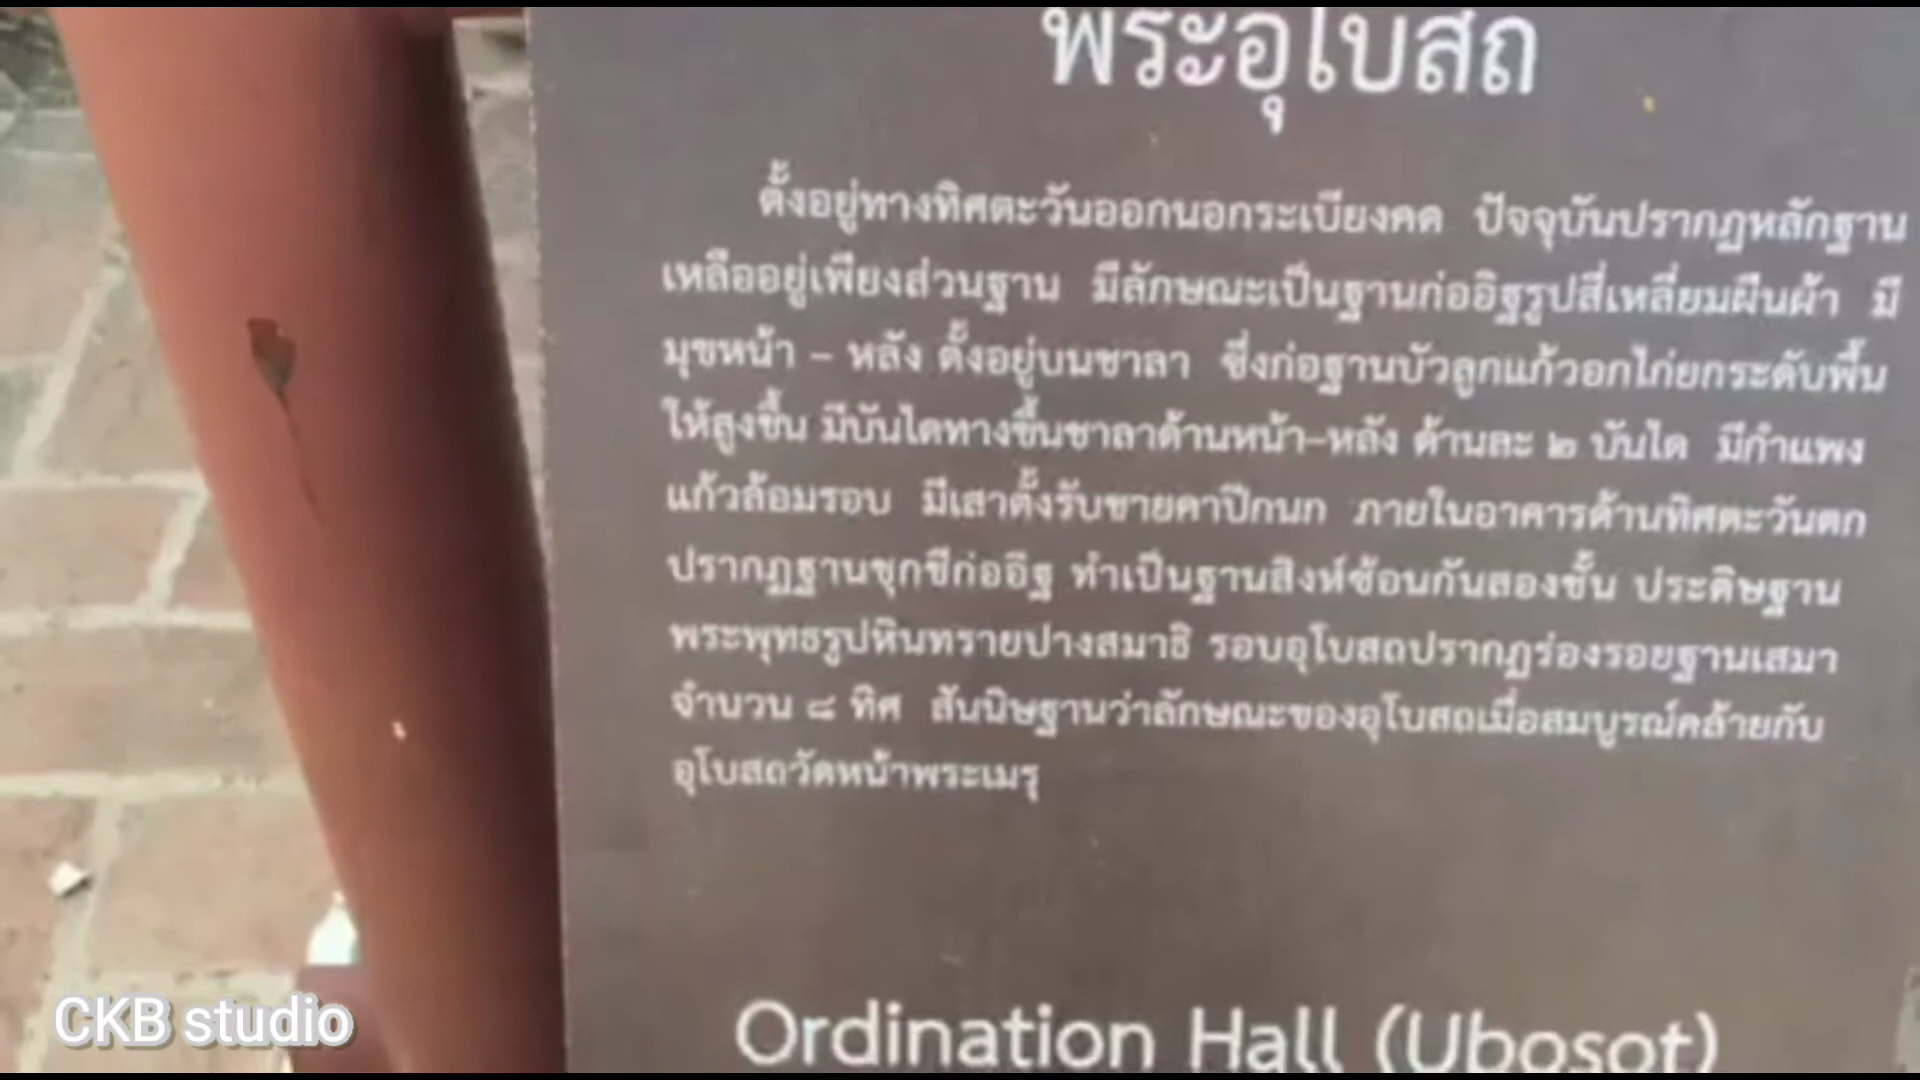 พระอุโบสถ
ตั้งอยู่ทางทิศตะวันออกนอกระเบียงคด ปัจจุบันปรากฏหลักฐาน
เหลืออยู่เพียงส่วนฐาน มีลักษณะเป็นฐานก่ออิฐรูปสี่เหลี่ยมผืนผ้า มี
มุขหน้า – หลัง ตั้งอยู่บนชาลา ซึ่งก่อฐานบัวลูกแก้วอกไก่ยกระดับพื้น
ให้สูงขึ้น มีบันไดทางขึ้นชาลาด้านหน้า–หลัง ด้านละ ๒ บันได มีกำแพง
แก้วล้อมรอบ มีเสาตั้งรับชายคาปีกนก ภายในอาคารด้านทิศตะวันตก
ปรากฏฐานชุกชีก่ออิฐ ทำเป็นฐานสิงห์ซ้อนกันสองชั้น ประดิษฐาน
พระพุทธรูปหินทรายปางสมาธิ รอบอุโบสถปรากฏร่องรอยฐานเสมา
จำนวน ๘ ทิศ สันนิษฐานว่าลักษณะของอุโบสถเมื่อสมบูรณ์คล้ายกับ
อุโบสถวัดหน้าพระเมรุ
Ordination Hall (Ubosot)
CKB studio